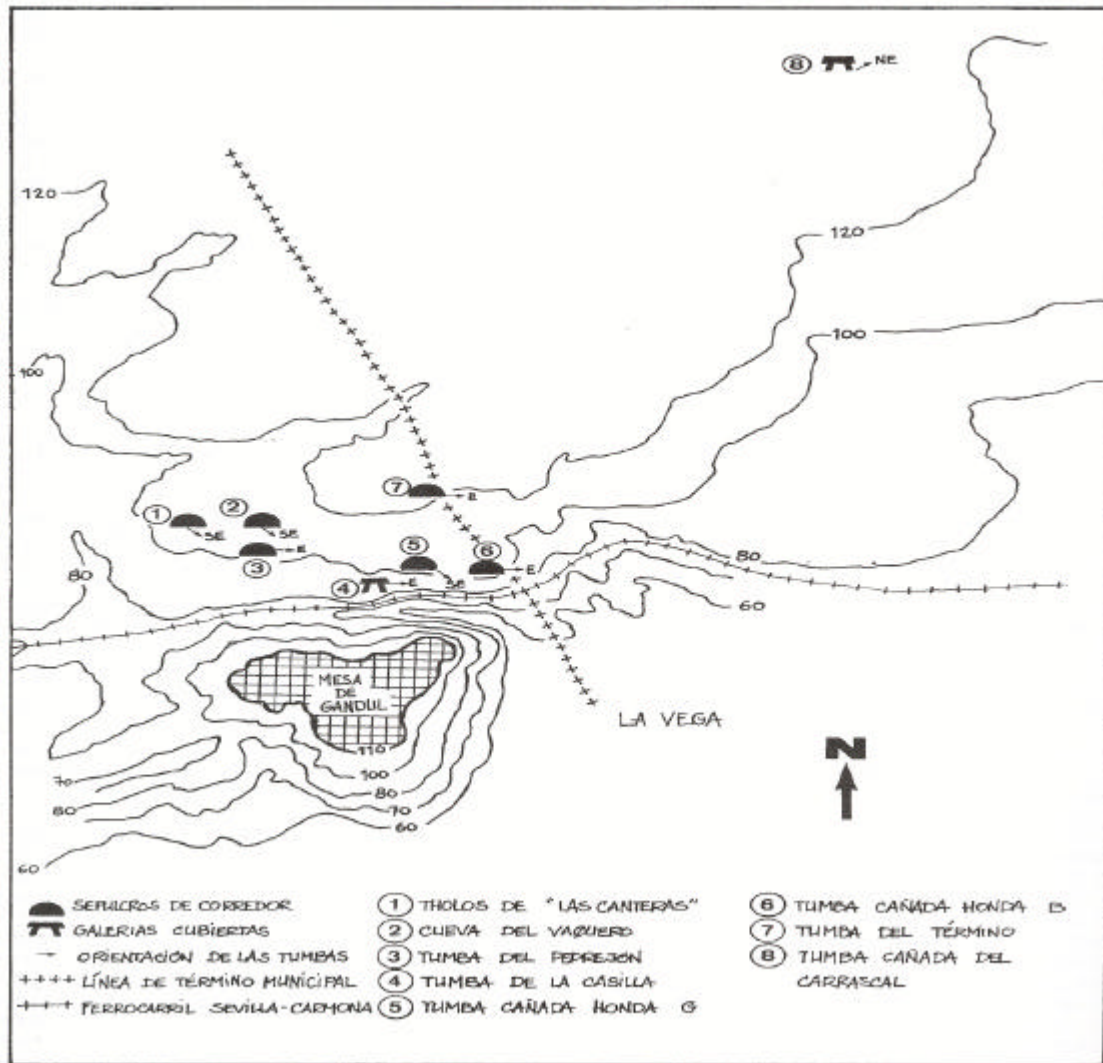 8 NE
120
120
100
100
7 E
1 2
SE SE
3 E
5 6
E
4 E SE
80
80
60
MESA
DE
GANDUL
LA VEGA
110
100
70
80
80
70
60
60
N
SEPULCROS DE CORREDOR
GALERIAS CUBIERTAS
ORIENTACIÓN DE LAS TUMBAS
LÍNEA DE TÉRMINO MUNICIPAL
FERROCARRIL SEVILLA-CARMONA
1 THOLOS DE "LAS CANTERAS"
2 CUEVA DEL VAQUERO
3 TUMBA DEL PEDREJON
4 TUMBA DE LA CASILLA
5 TUMBA CAÑADA HONDA G
6 TUMBA CAÑADA HONDA B
7 TUMBA DEL TÉRMINO
8 TUMBA CAÑADA DEL
CARRASCAL